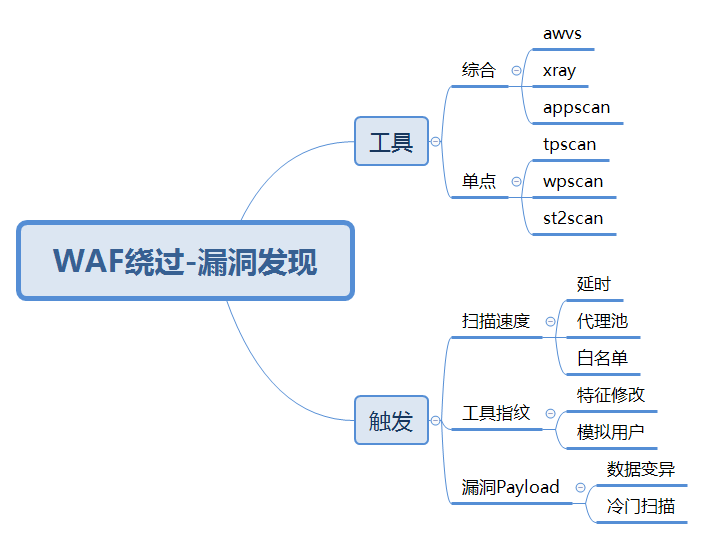 WAF绕过-漏洞发现
工具
综合
awvs
xray
appscan
单点
tpscan
wpscan
st2scan
触发
扫描速度
延时
代理池
白名单
工具指纹
特征修改
模拟用户
漏洞Payload
数据变异
冷门扫描